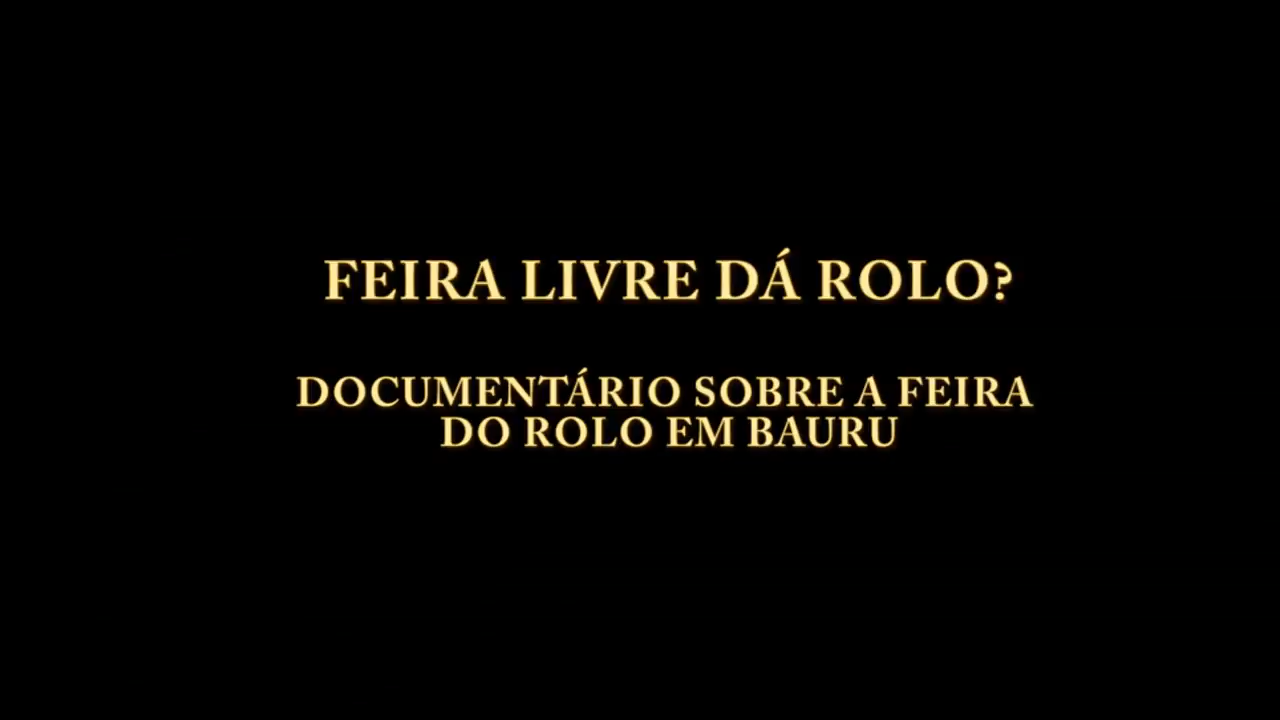 FEIRA LIVRE DÁ ROLO?
DOCUMENTÁRIO SOBRE A FEIRA
DO ROLO EM BAURU